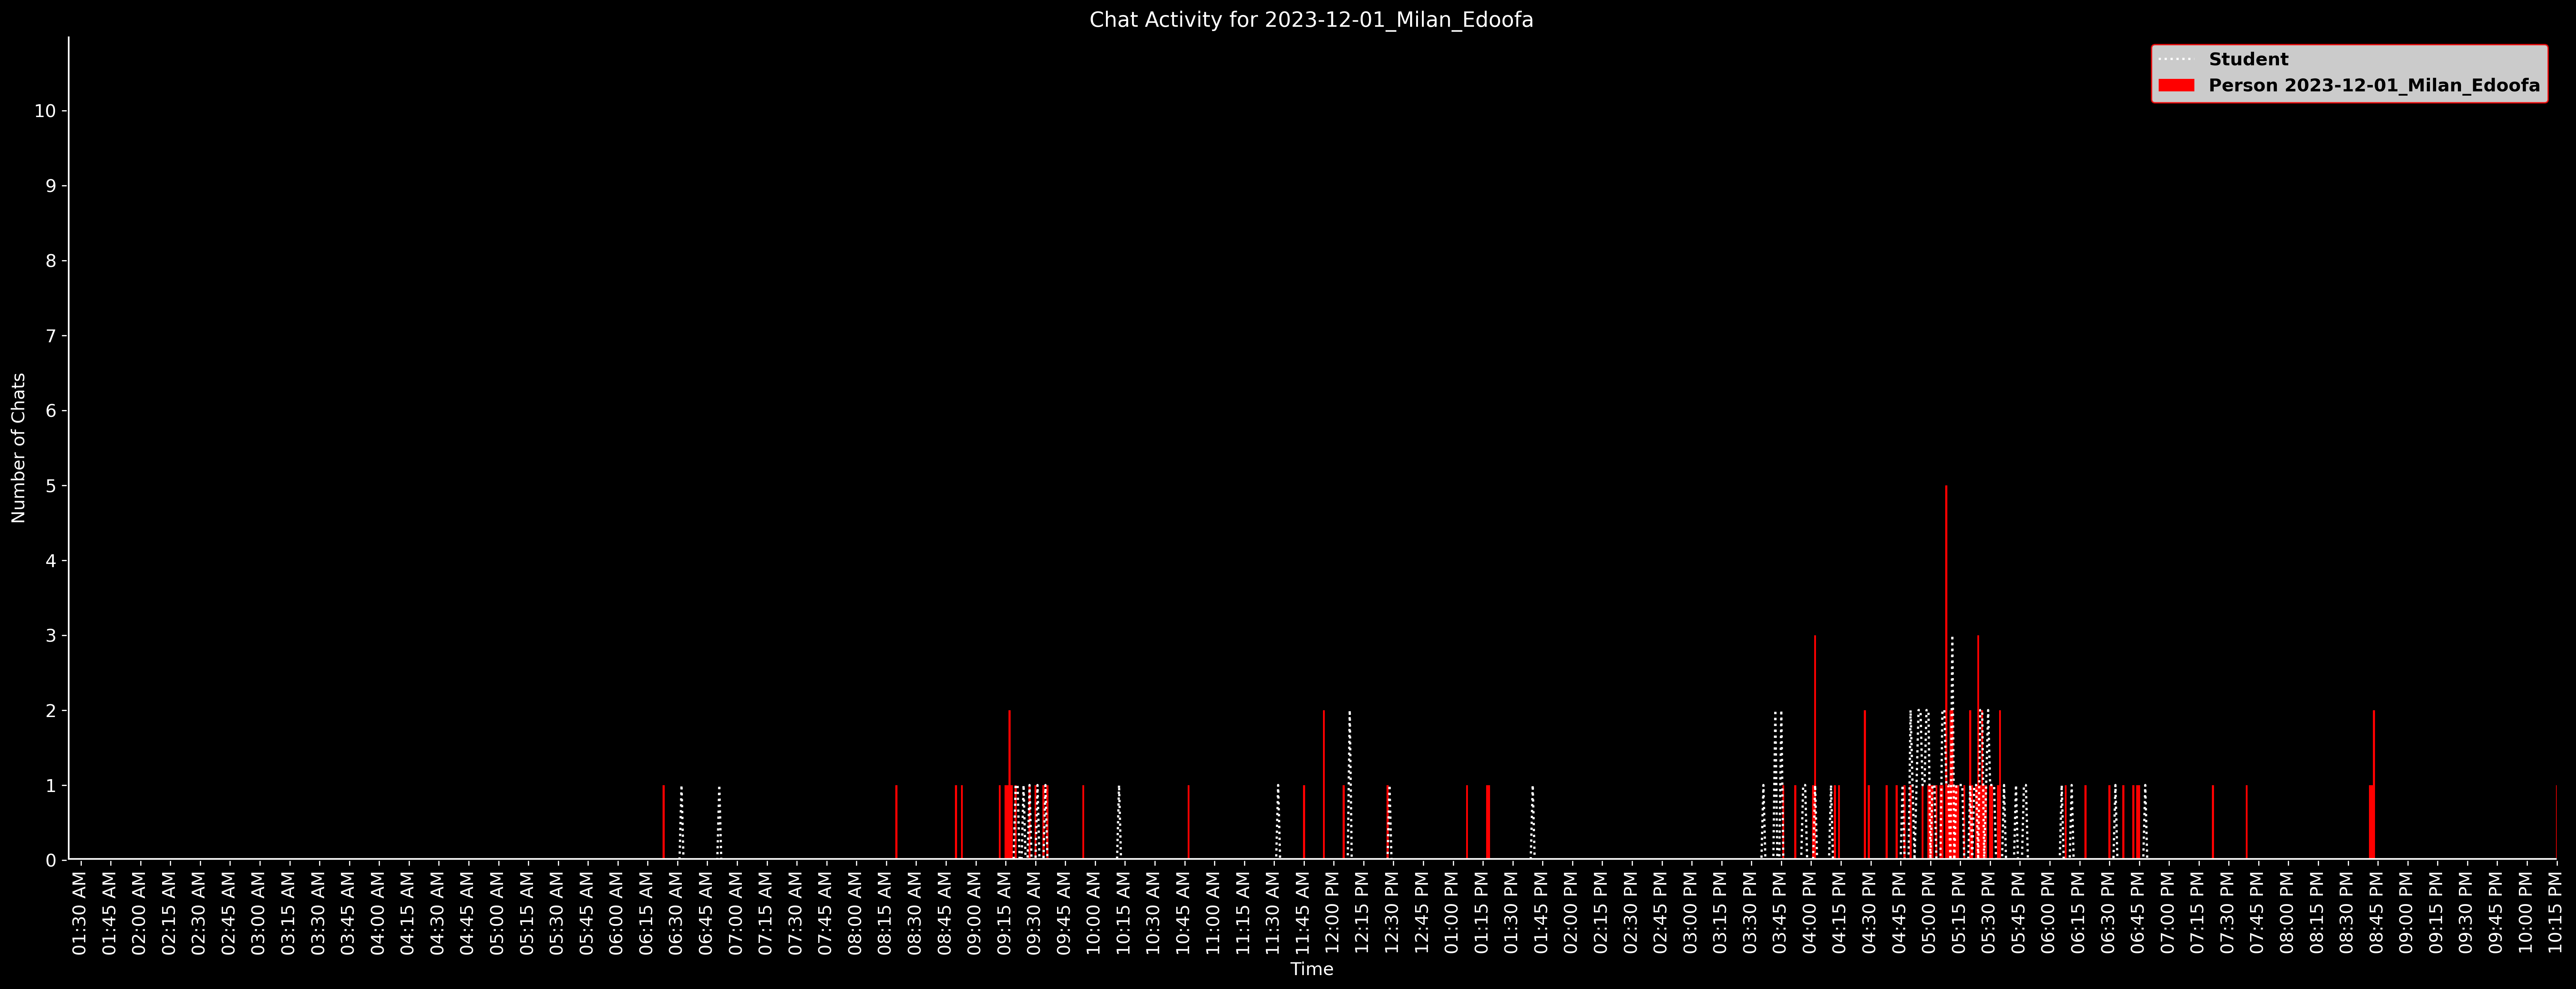 Chat Activity for 2023-12-01_Milan_Edoofa
Student
Person 2023-12-01_Milan_Edoofa
Number of Chats
10
9
8
7
6
5
4
3
2
1
0
01:30 AM
01:45 AM
02:00 AM
02:15 AM
02:30 AM
02:45 AM
03:00 AM
03:15 AM
03:30 AM
03:45 AM
04:00 AM
04:15 AM
04:30 AM
04:45 AM
05:00 AM
05:15 AM
05:30 AM
05:45 AM
06:00 AM
06:15 AM
06:30 AM
06:45 AM
07:00 AM
07:15 AM
07:30 AM
07:45 AM
08:00 AM
08:15 AM
08:30 AM
08:45 AM
09:00 AM
09:15 AM
09:30 AM
09:45 AM
10:00 AM
10:15 AM
10:30 AM
10:45 AM
11:00 AM
11:15 AM
11:30 AM
11:45 AM
12:00 PM
12:15 PM
12:30 PM
12:45 PM
01:00 PM
01:15 PM
01:30 PM
01:45 PM
02:00 PM
02:15 PM
02:30 PM
02:45 PM
03:00 PM
03:15 PM
03:30 PM
03:45 PM
04:00 PM
04:15 PM
04:30 PM
04:45 PM
05:00 PM
05:15 PM
05:30 PM
05:45 PM
06:00 PM
06:15 PM
06:30 PM
06:45 PM
07:00 PM
07:15 PM
07:30 PM
07:45 PM
08:00 PM
08:15 PM
08:30 PM
08:45 PM
09:00 PM
09:15 PM
09:30 PM
09:45 PM
10:00 PM
10:15 PM
Time